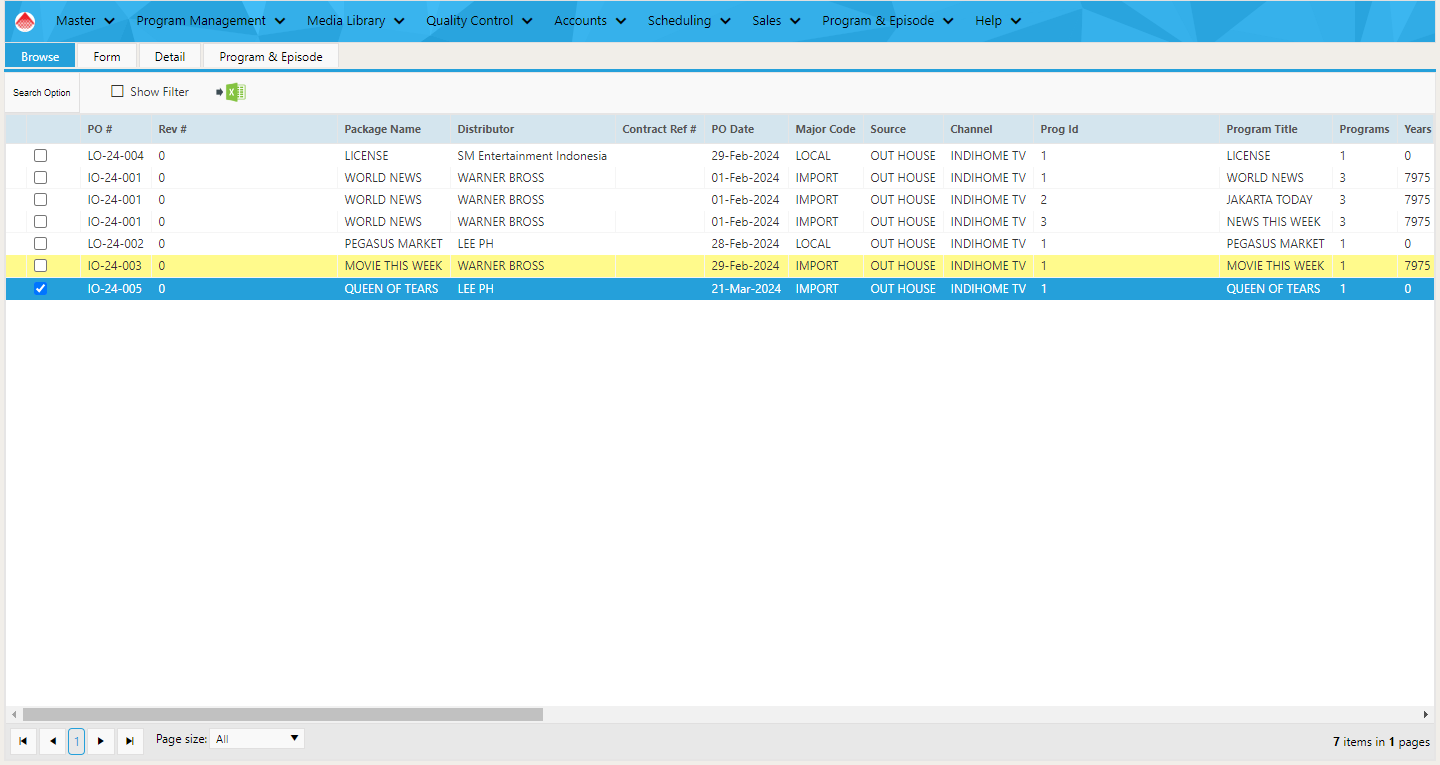 Master Program Management Media Library Quality Control Accounts Scheduling Sales Program & Episode Help
Browse Form Detail Program & Episode
Search Option Show Filter
PO # Rev # Package Name Distributor Contract Ref # PO Date Major Code Source Channel Prog Id Program Title Programs Years
LO-24-004 0 LICENSE SM Entertainment Indonesia 29-Feb-2024 LOCAL OUT HOUSE INDIHOME TV 1 LICENSE 1 0
IO-24-001 0 WORLD NEWS WARNER BROSS 01-Feb-2024 IMPORT OUT HOUSE INDIHOME TV 1 WORLD NEWS 3 7975
IO-24-001 0 WORLD NEWS WARNER BROSS 01-Feb-2024 IMPORT OUT HOUSE INDIHOME TV 2 JAKARTA TODAY 3 7975
IO-24-001 0 WORLD NEWS WARNER BROSS 01-Feb-2024 IMPORT OUT HOUSE INDIHOME TV 3 NEWS THIS WEEK 3 7975
LO-24-002 0 PEGASUS MARKET LEE PH 28-Feb-2024 LOCAL OUT HOUSE INDIHOME TV 1 PEGASUS MARKET 1 0
IO-24-003 0 MOVIE THIS WEEK WARNER BROSS 29-Feb-2024 IMPORT OUT HOUSE INDIHOME TV 1 MOVIE THIS WEEK 1 7975
IO-24-005 0 QUEEN OF TEARS LEE PH 21-Mar-2024 IMPORT OUT HOUSE INDIHOME TV 1 QUEEN OF TEARS 1 0
1 Page size: All 7 items in 1 pages